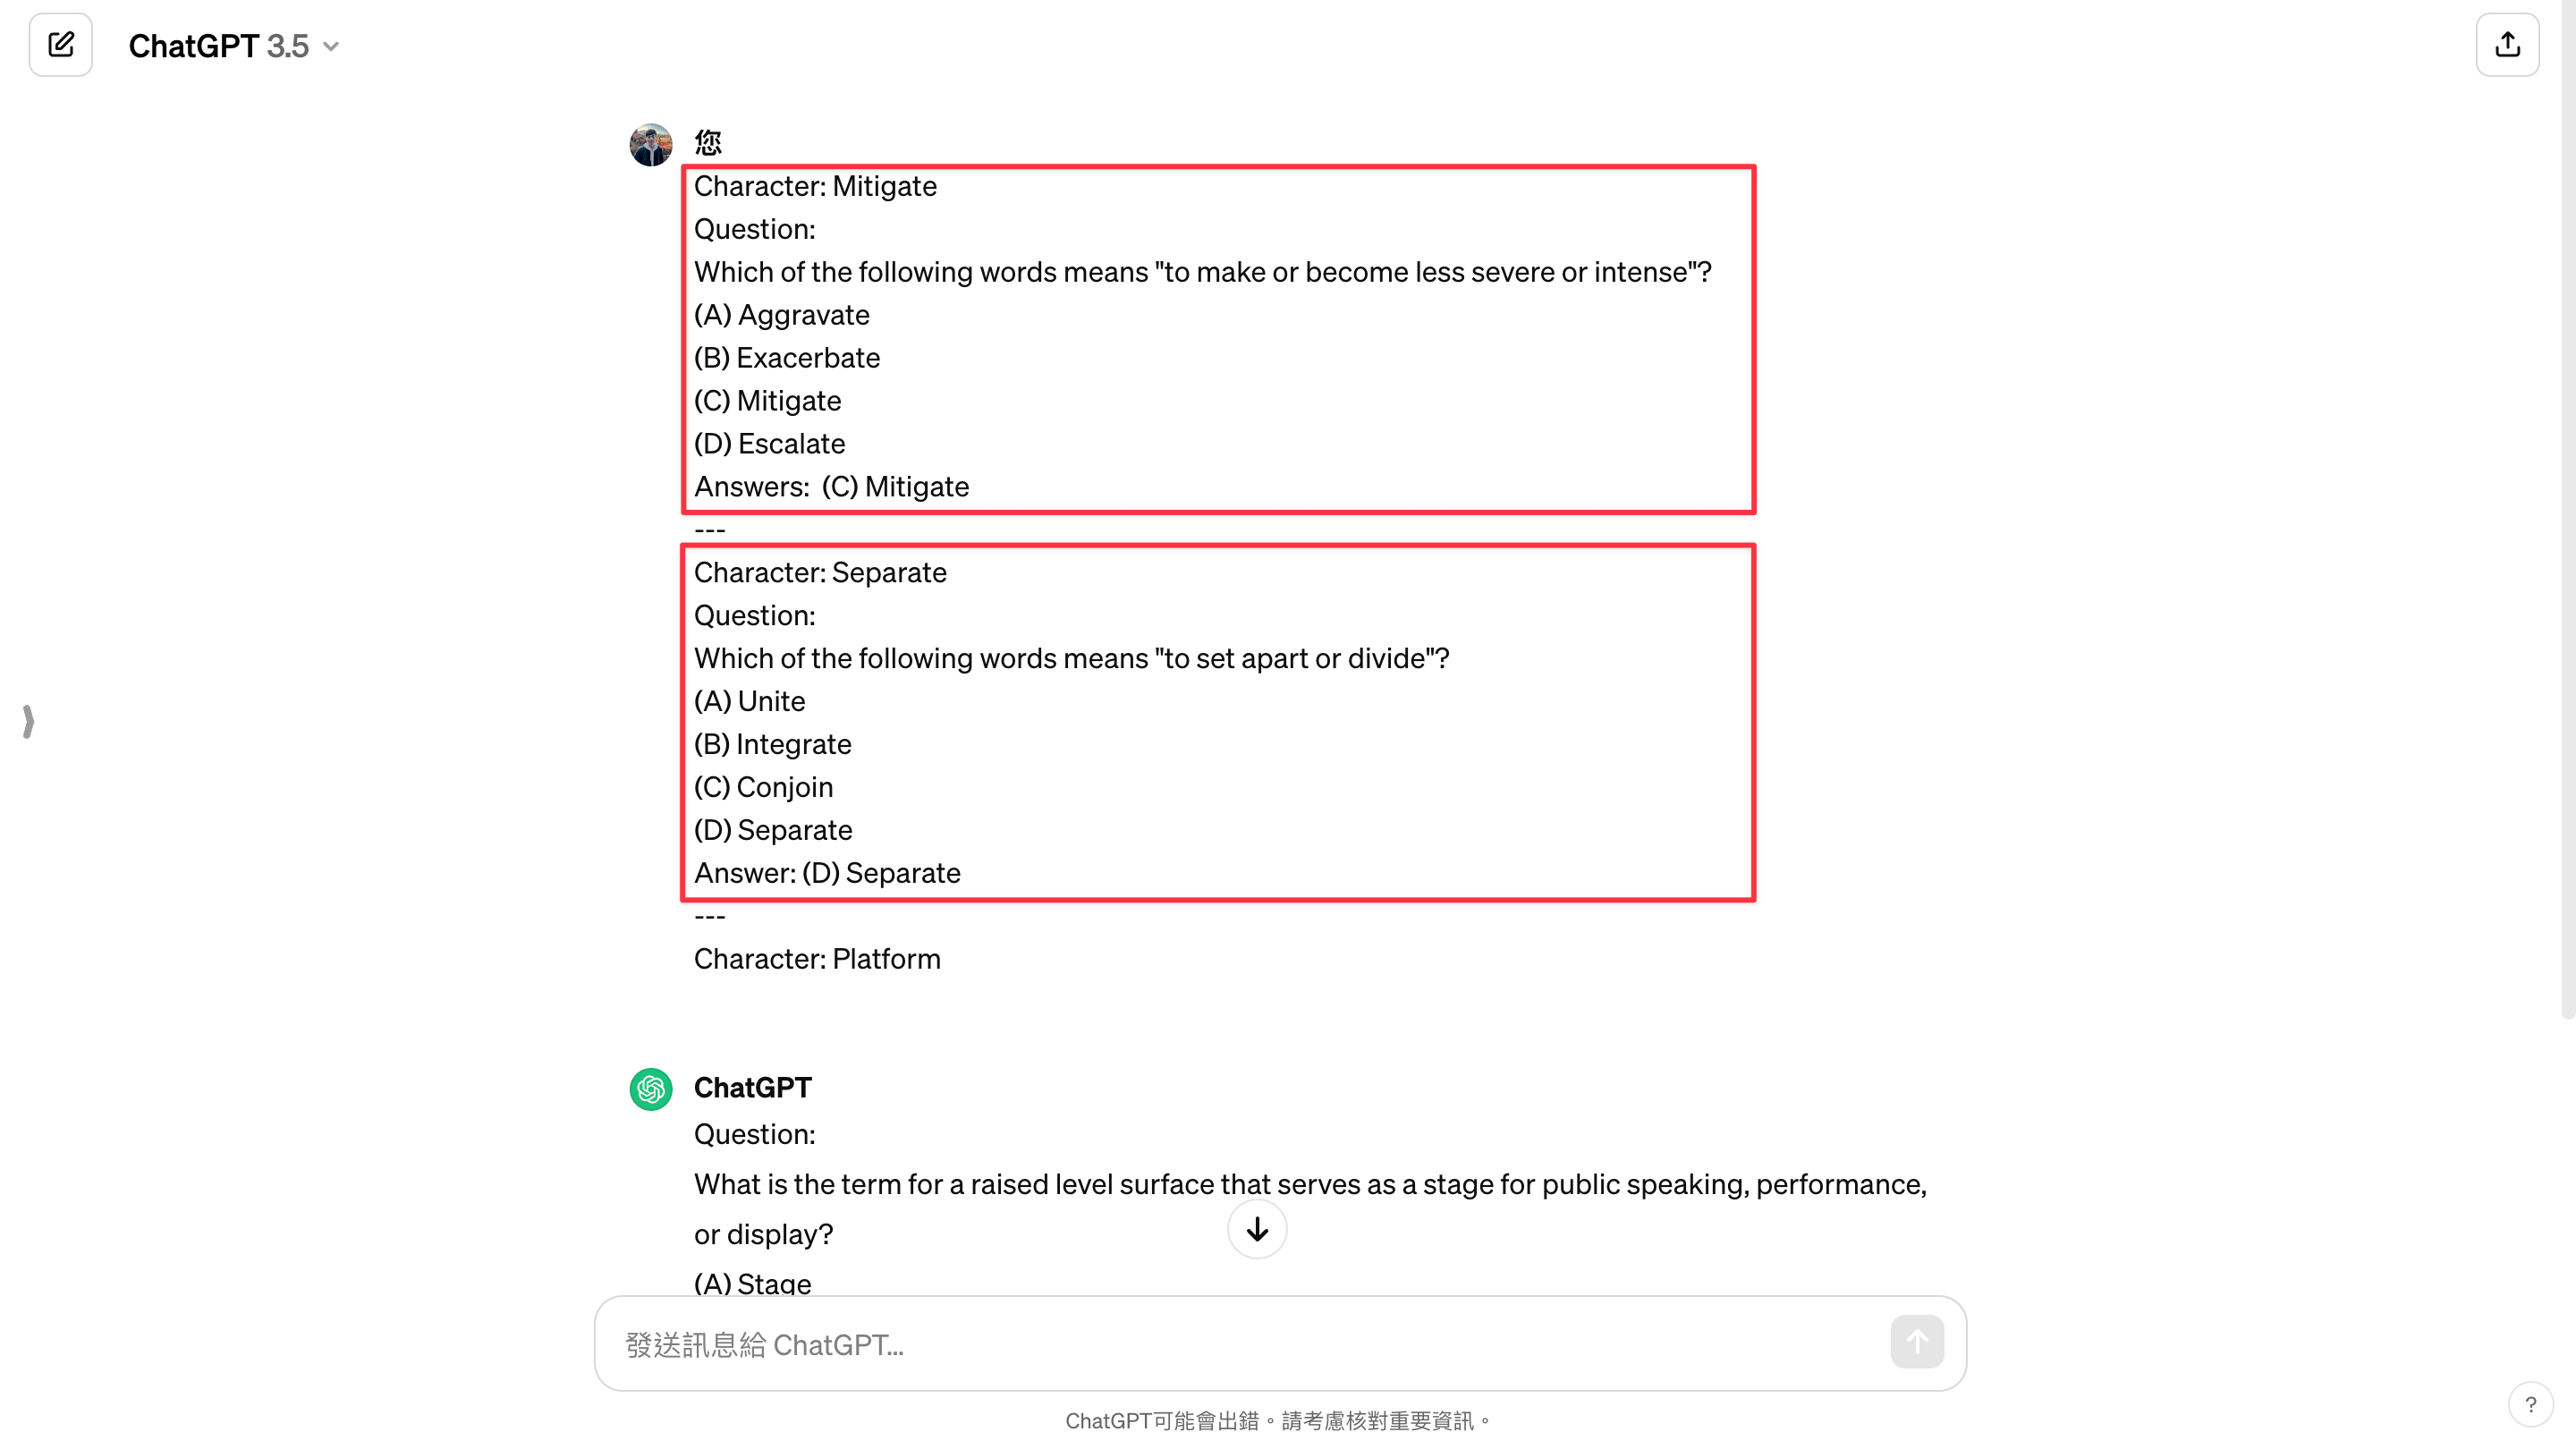 ChatGPT 3.5
您
Character: Mitigate
Question:
Which of the following words means "to make or become less severe or intense"?
(A) Aggravate
(B) Exacerbate
(C) Mitigate
(D) Escalate
Answers:  (C) Mitigate
---
Character: Separate
Question:
Which of the following words means "to set apart or divide"?
(A) Unite
(B) Integrate
(C) Conjoin
(D) Separate
Answer: (D) Separate
---
Character: Platform
ChatGPT
Question:
What is the term for a raised level surface that serves as a stage for public speaking, performance,
or display?
(A) Stage
發送訊息給 ChatGPT...
ChatGPT可能會出錯。請考慮核對重要資訊。
?